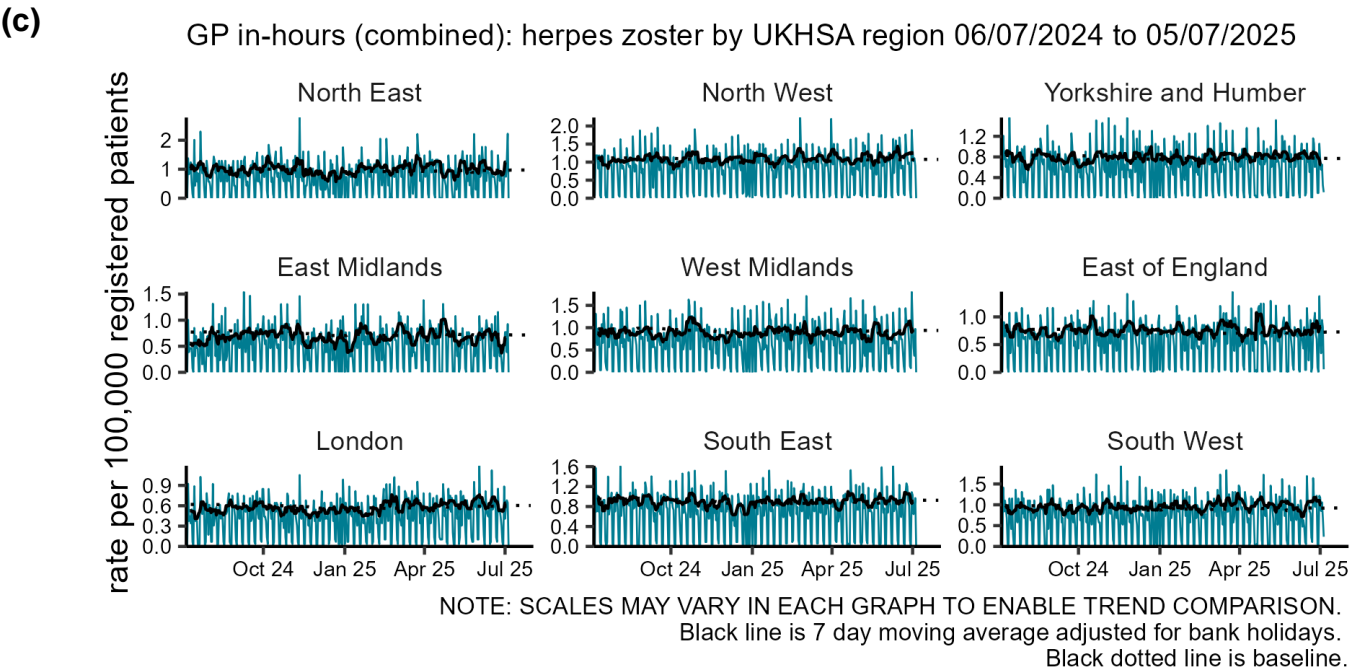 (c)
GP in-hours (combined): herpes zoster by UKHSA region 06/07/2024 to 05/07/2025
rate per 100,000 registered patients
North East
2
1
0
North West
2.0
1.5
1.0
0.5
0.0
Yorkshire and Humber
1.2
0.8
0.4
0.0
East Midlands
1.5
1.0
0.5
0.0
West Midlands
1.5
1.0
0.5
0.0
East of England
1.0
0.5
0.0
London
0.9
0.6
0.3
0.0
Oct 24 Jan 25 Apr 25 Jul 25
South East
1.6
1.2
0.8
0.4
0.0
Oct 24 Jan 25 Apr 25 Jul 25
South West
1.5
1.0
0.5
0.0
Oct 24 Jan 25 Apr 25 Jul 25
NOTE: SCALES MAY VARY IN EACH GRAPH TO ENABLE TREND COMPARISON.
Black line is 7 day moving average adjusted for bank holidays.
Black dotted line is baseline.